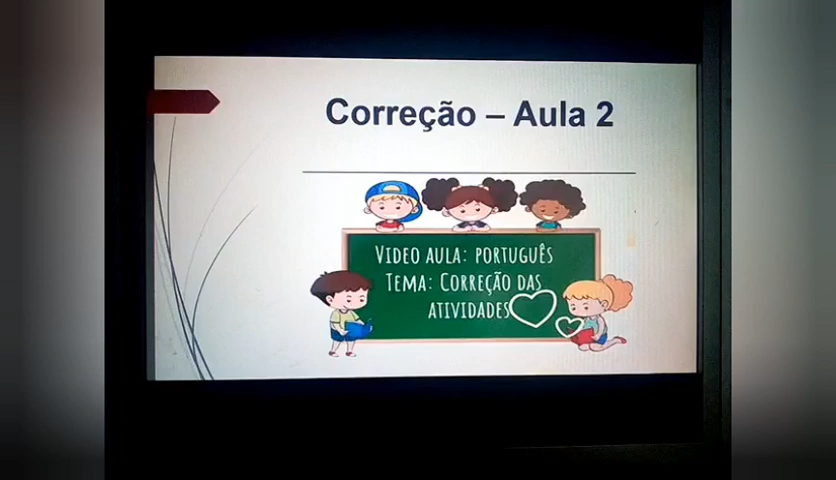 Correção – Aula 2
VIDEO AULA: PORTUGUÊS
TEMA: CORREÇÃO DAS
ATIVIDADES